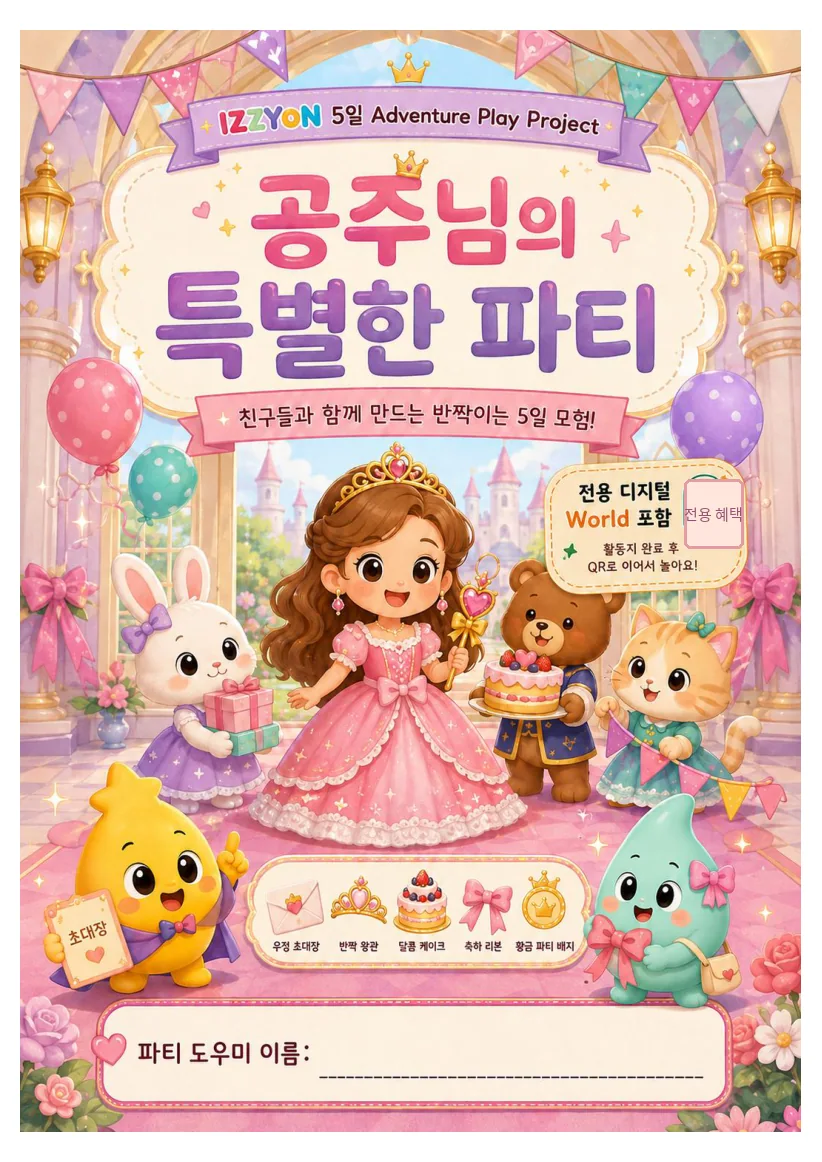 IZZYON 5일 Adventure Play Project
공주님의
특별한 파티
친구들과 함께 만드는 반짝이는 5일 모험!
전용 디지털
World 포함
전용 혜택
활동지 완료 후
QR로 이어서 놀아요!
초대장
우정 초대장
반짝 왕관
달콤 케이크
축하 리본
황금 파티 배지
파티 도우미 이름: